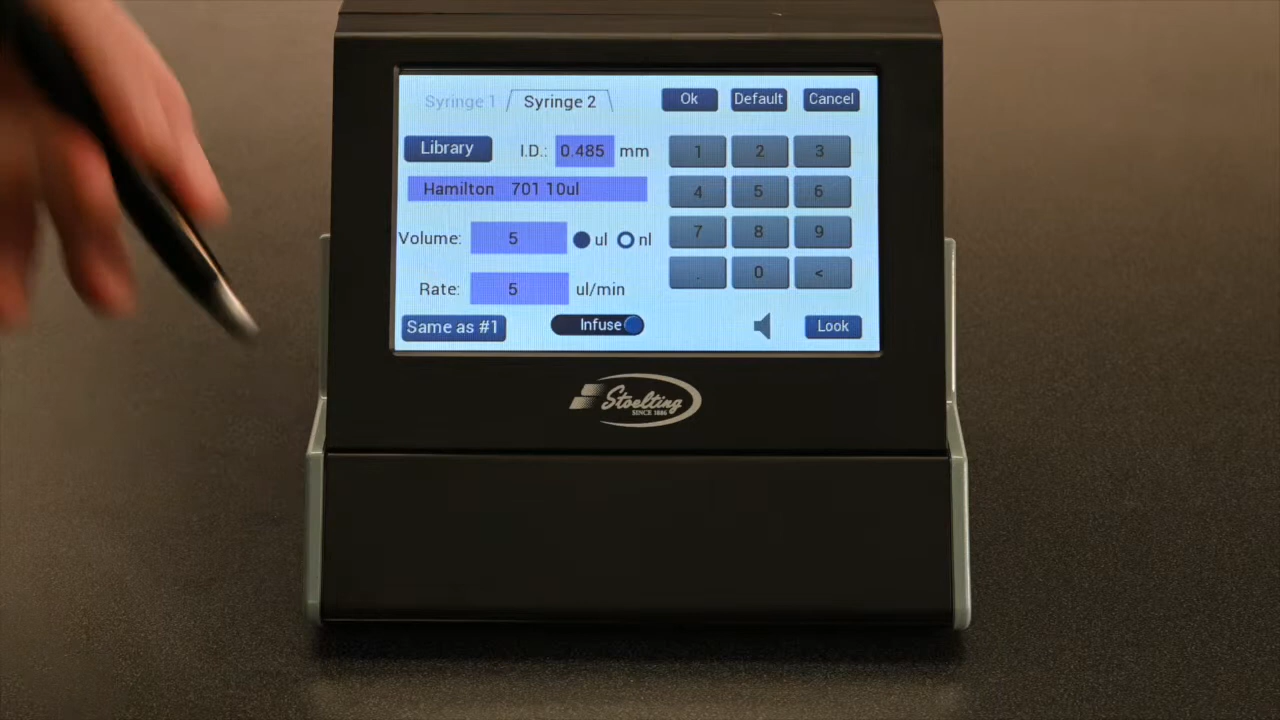 Syringe 1 Syringe 2 Ok Default Cancel
Library I.D.: 0.485 mm 1 2 3
Hamilton 701 10ul 4 5 6
Volume: 5 ul nl 7 8 9
. 0 <
Rate: 5 ul/min
Same as #1 Infuse Look
Stoelting
SINCE 1886